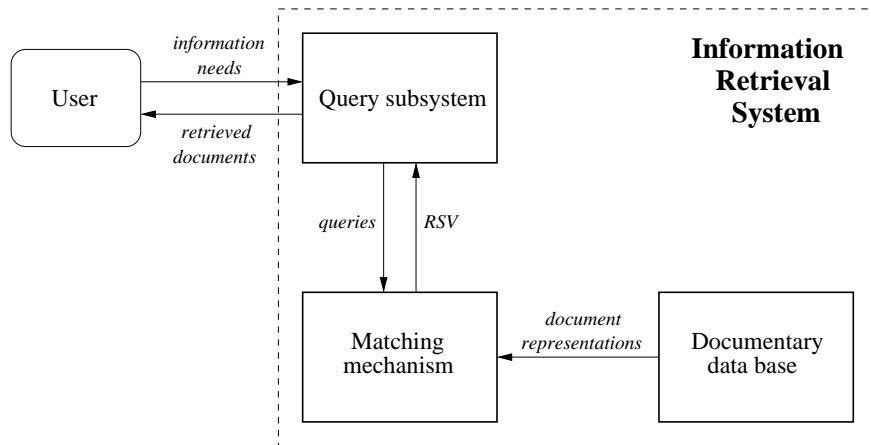 Information
Retrieval
System
information
needs
User
Query subsystem
retrieved
documents
queries
RSV
Matching
mechanism
document
representations
Documentary
data base